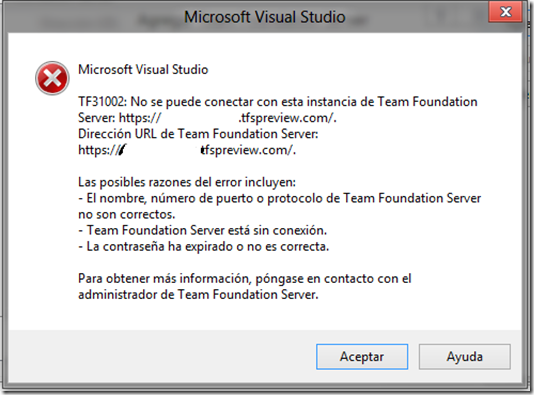 Microsoft Visual Studio
Microsoft Visual Studio
TF31002: No se puede conectar con esta instancia de Team Foundation
Server: https:// .tfspreview.com/.
Dirección URL de Team Foundation Server:
https:// tfspreview.com/.
Las posibles razones del error incluyen:
- El nombre, número de puerto o protocolo de Team Foundation Server
no son correctos.
- Team Foundation Server está sin conexión.
- La contraseña ha expirado o no es correcta.
Para obtener más información, póngase en contacto con el
administrador de Team Foundation Server.
Aceptar
Ayuda